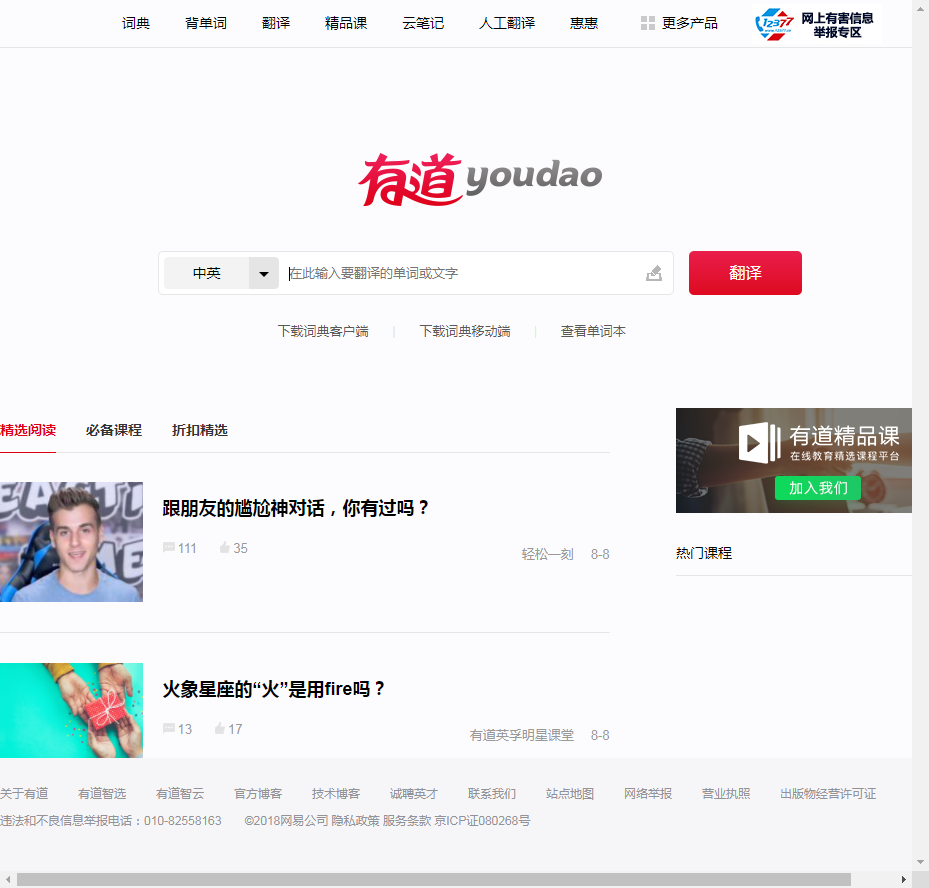 词典 背单词 翻译 精品课 云笔记 人工翻译 惠惠 更多产品 12377 网上有害信息
举报专区
有道 youdao
中英 在此输入要翻译的单词或文字 翻译
下载词典客户端 | 下载词典移动端 | 查看单词本
精选阅读 必备课程 折扣精选
有道精品课
在线教育精选课程平台
加入我们
跟朋友的尴尬神对话，你有过吗？
111 35 轻松一刻 8-8
热门课程
火象星座的“火”是用fire吗？
13 17 有道英孚明星课堂 8-8
关于有道 有道智选 有道智云 官方博客 技术博客 诚聘英才 联系我们 站点地图 网络举报 营业执照 出版物经营许可证
违法和不良信息举报电话：010-82558163 ©2018网易公司 隐私政策 服务条款 京ICP证080268号